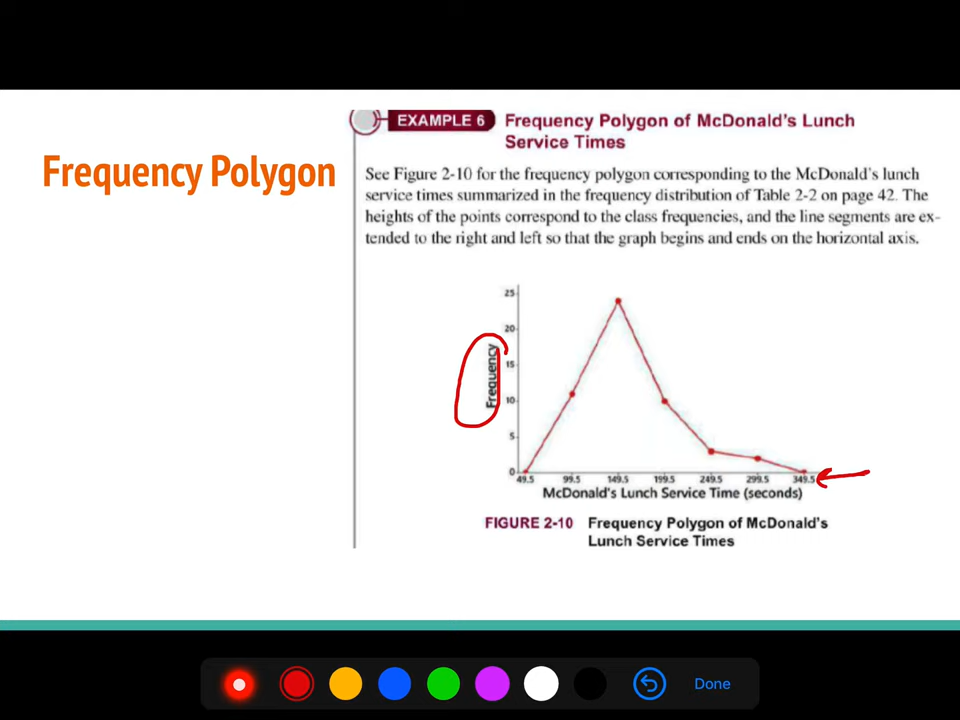 Frequency Polygon
EXAMPLE 6
Frequency Polygon of McDonald's Lunch
Service Times
See Figure 2-10 for the frequency polygon corresponding to the McDonald's lunch
service times summarized in the frequency distribution of Table 2-2 on page 42. The
heights of the points correspond to the class frequencies, and the line segments are ex-
tended to the right and left so that the graph begins and ends on the horizontal axis.
Frequency
25
20
15
10
5
0
49.5 99.5 149.5 199.5 249.5 299.5 349.5
McDonald's Lunch Service Time (seconds)
FIGURE 2-10 Frequency Polygon of McDonald's
Lunch Service Times
Done